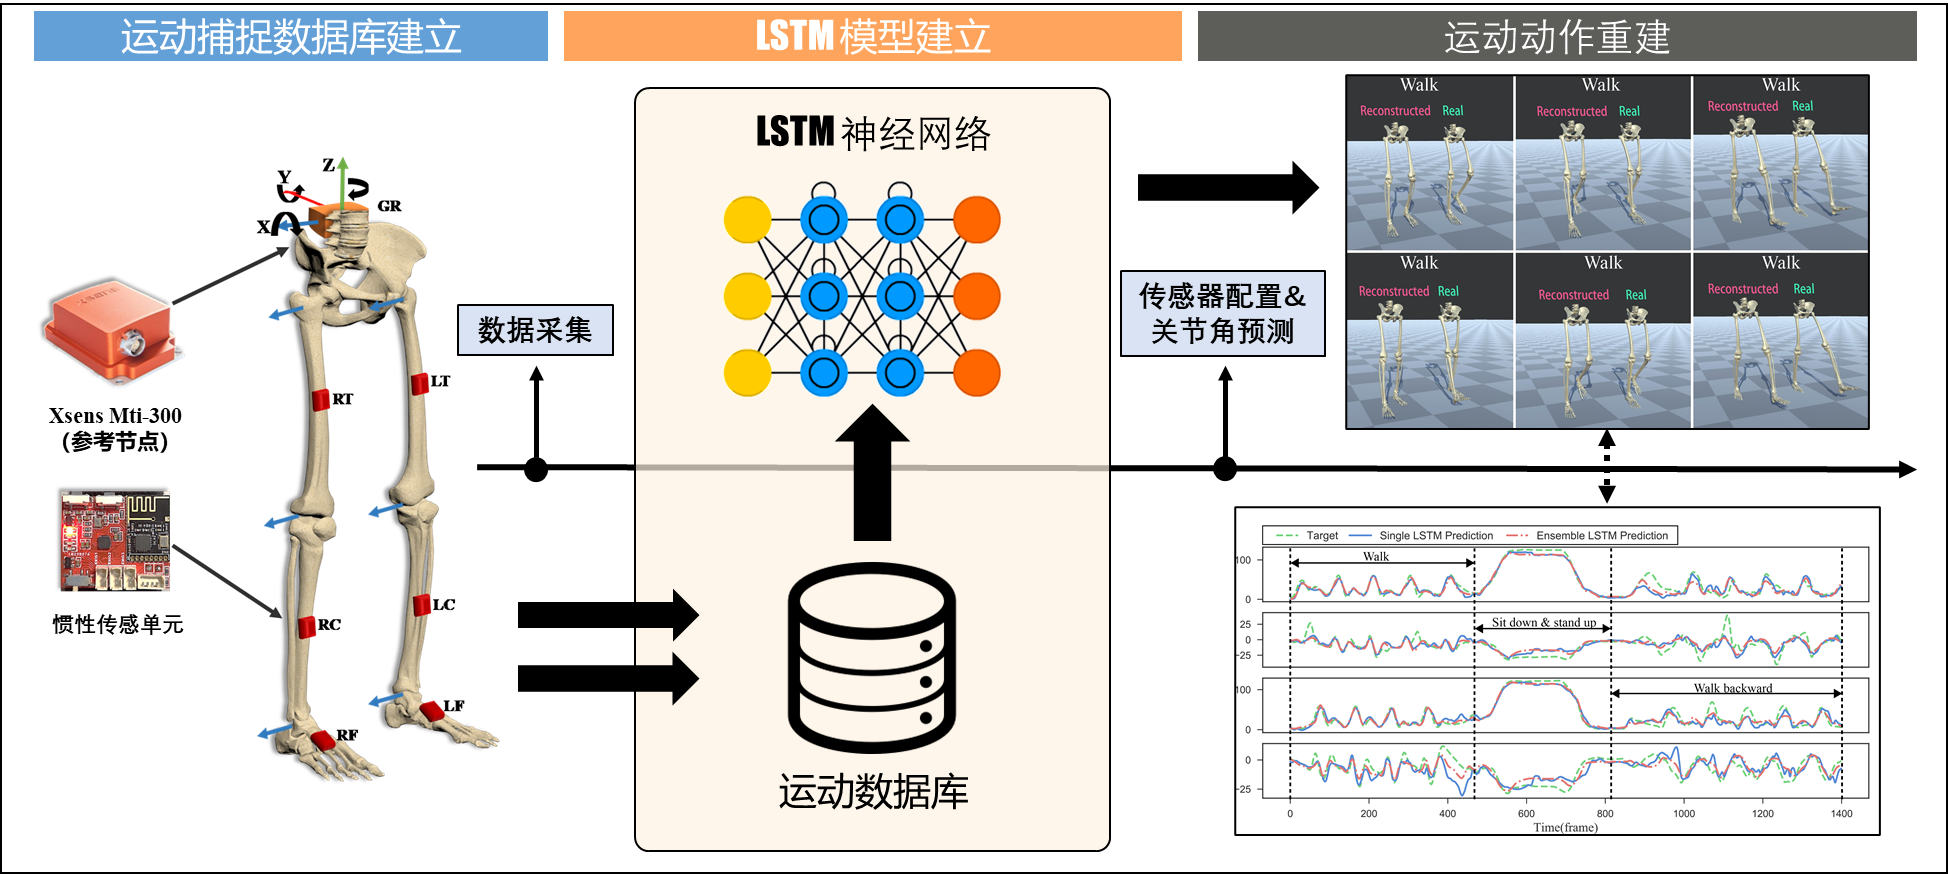 运动捕捉数据库建立
LSTM 模型建立
运动动作重建
Z
Y
GR
X
Xsens Mti-300
(参考节点)
惯性传感单元
RT
LT
RC
LC
RF
LF
数据采集
LSTM 神经网络
运动数据库
传感器配置&
关节角预测
Walk
Reconstructed Real
Walk
Reconstructed Real
Walk
Reconstructed Real
Walk
Reconstructed Real
Walk
Reconstructed Real
Walk
Reconstructed Real
Target Single LSTM Prediction Ensemble LSTM Prediction
100
0
Walk
25
0
−25
Sit down & stand up
100
0
Walk backward
0
−25
0 200 400 600 800 1000 1200 1400
Time(frame)